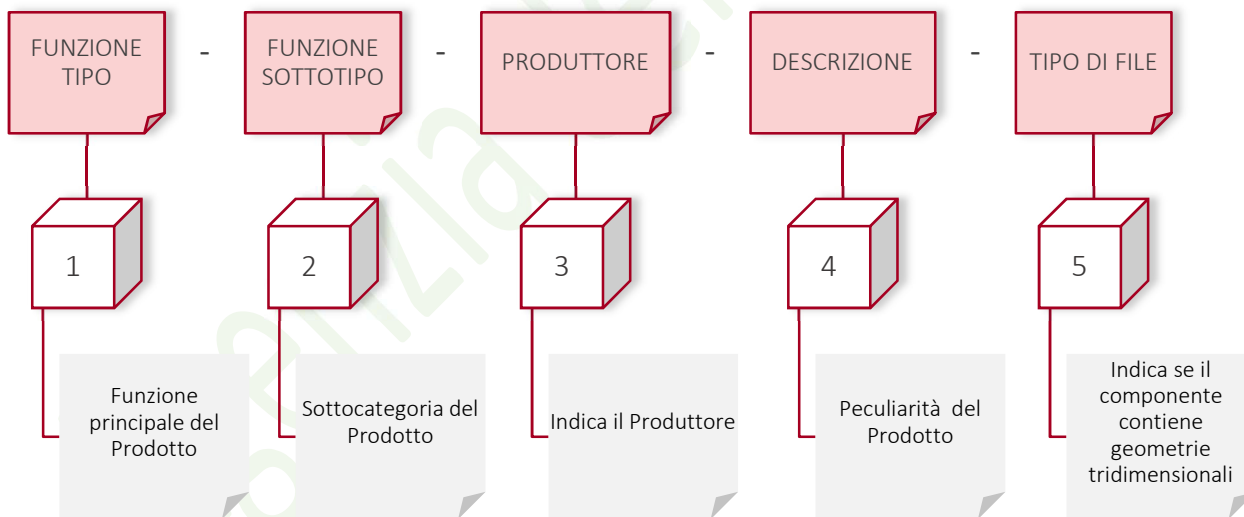 FUNZIONE
TIPO
-
FUNZIONE
SOTTOTIPO
-
PRODUTTORE
-
DESCRIZIONE
-
TIPO DI FILE
1
2
3
4
5
Funzione
principale del
Prodotto
Sottocategoria del
Prodotto
Indica il Produttore
Peculiarità del
Prodotto
Indica se il
componente
contiene
geometrie
tridimensionali